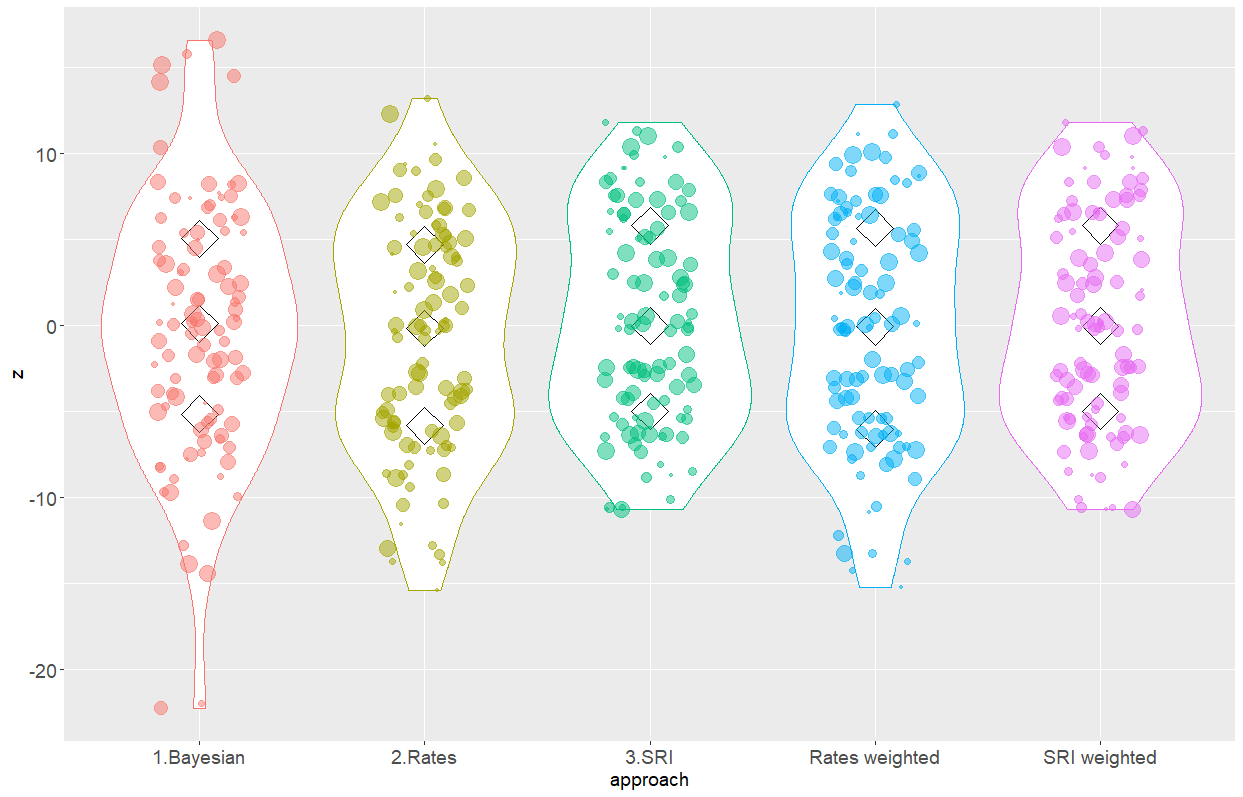 10
0
-10
-20
z
1.Bayesian
2.Rates
3.SRI
Rates weighted
SRI weighted
approach